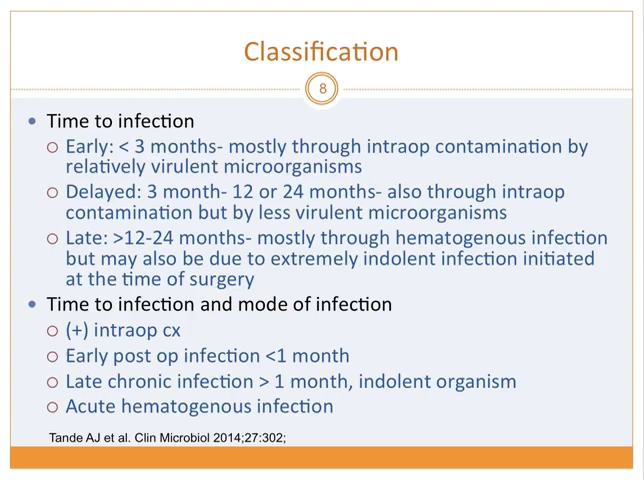 Classification
8
• Time to infection
o Early: < 3 months- mostly through intraop contamination by
relatively virulent microorganisms
o Delayed: 3 month- 12 or 24 months- also through intraop
contamination but by less virulent microorganisms
o Late: >12-24 months- mostly through hematogenous infection
but may also be due to extremely indolent infection initiated
at the time of surgery
• Time to infection and mode of infection
o (+) intraop cx
o Early post op infection <1 month
o Late chronic infection > 1 month, indolent organism
o Acute hematogenous infection
Tande AJ et al. Clin Microbiol 2014;27:302;